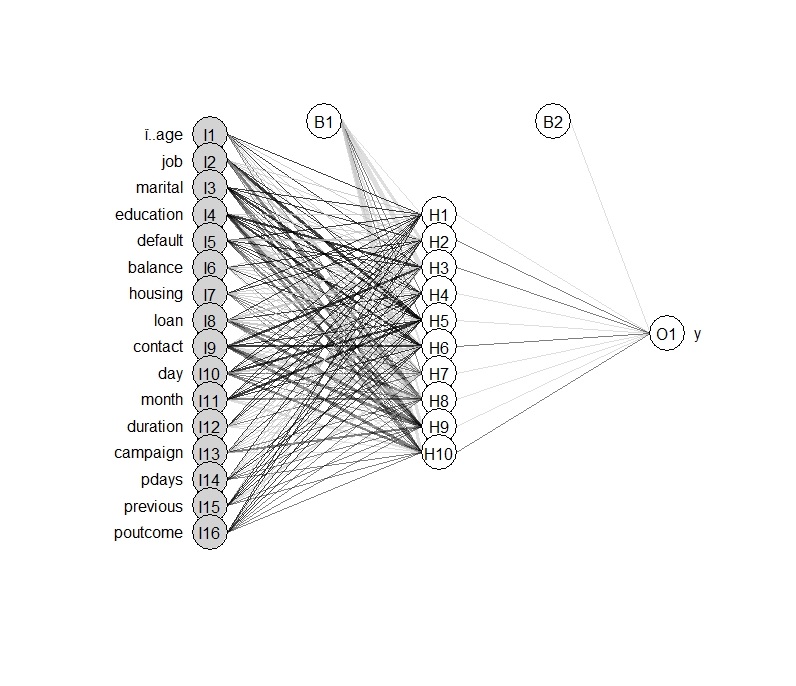 B1
B2
ï..age I1
job I2
marital I3
education I4 H1
default I5 H2
balance I6 H3
housing I7 H4
loan I8 H5
O1 y
contact I9 H6
day I10 H7
month I11 H8
duration I12 H9
campaign I13 H10
pdays I14
previous I15
poutcome I16